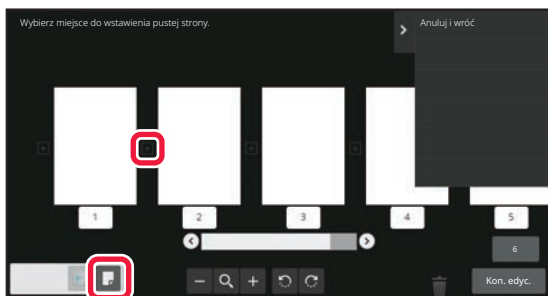 Wybierz miejsce do wstawienia pustej strony.
Anuluj i wróć
1
2
3
4
5
6
Kon. edyc.